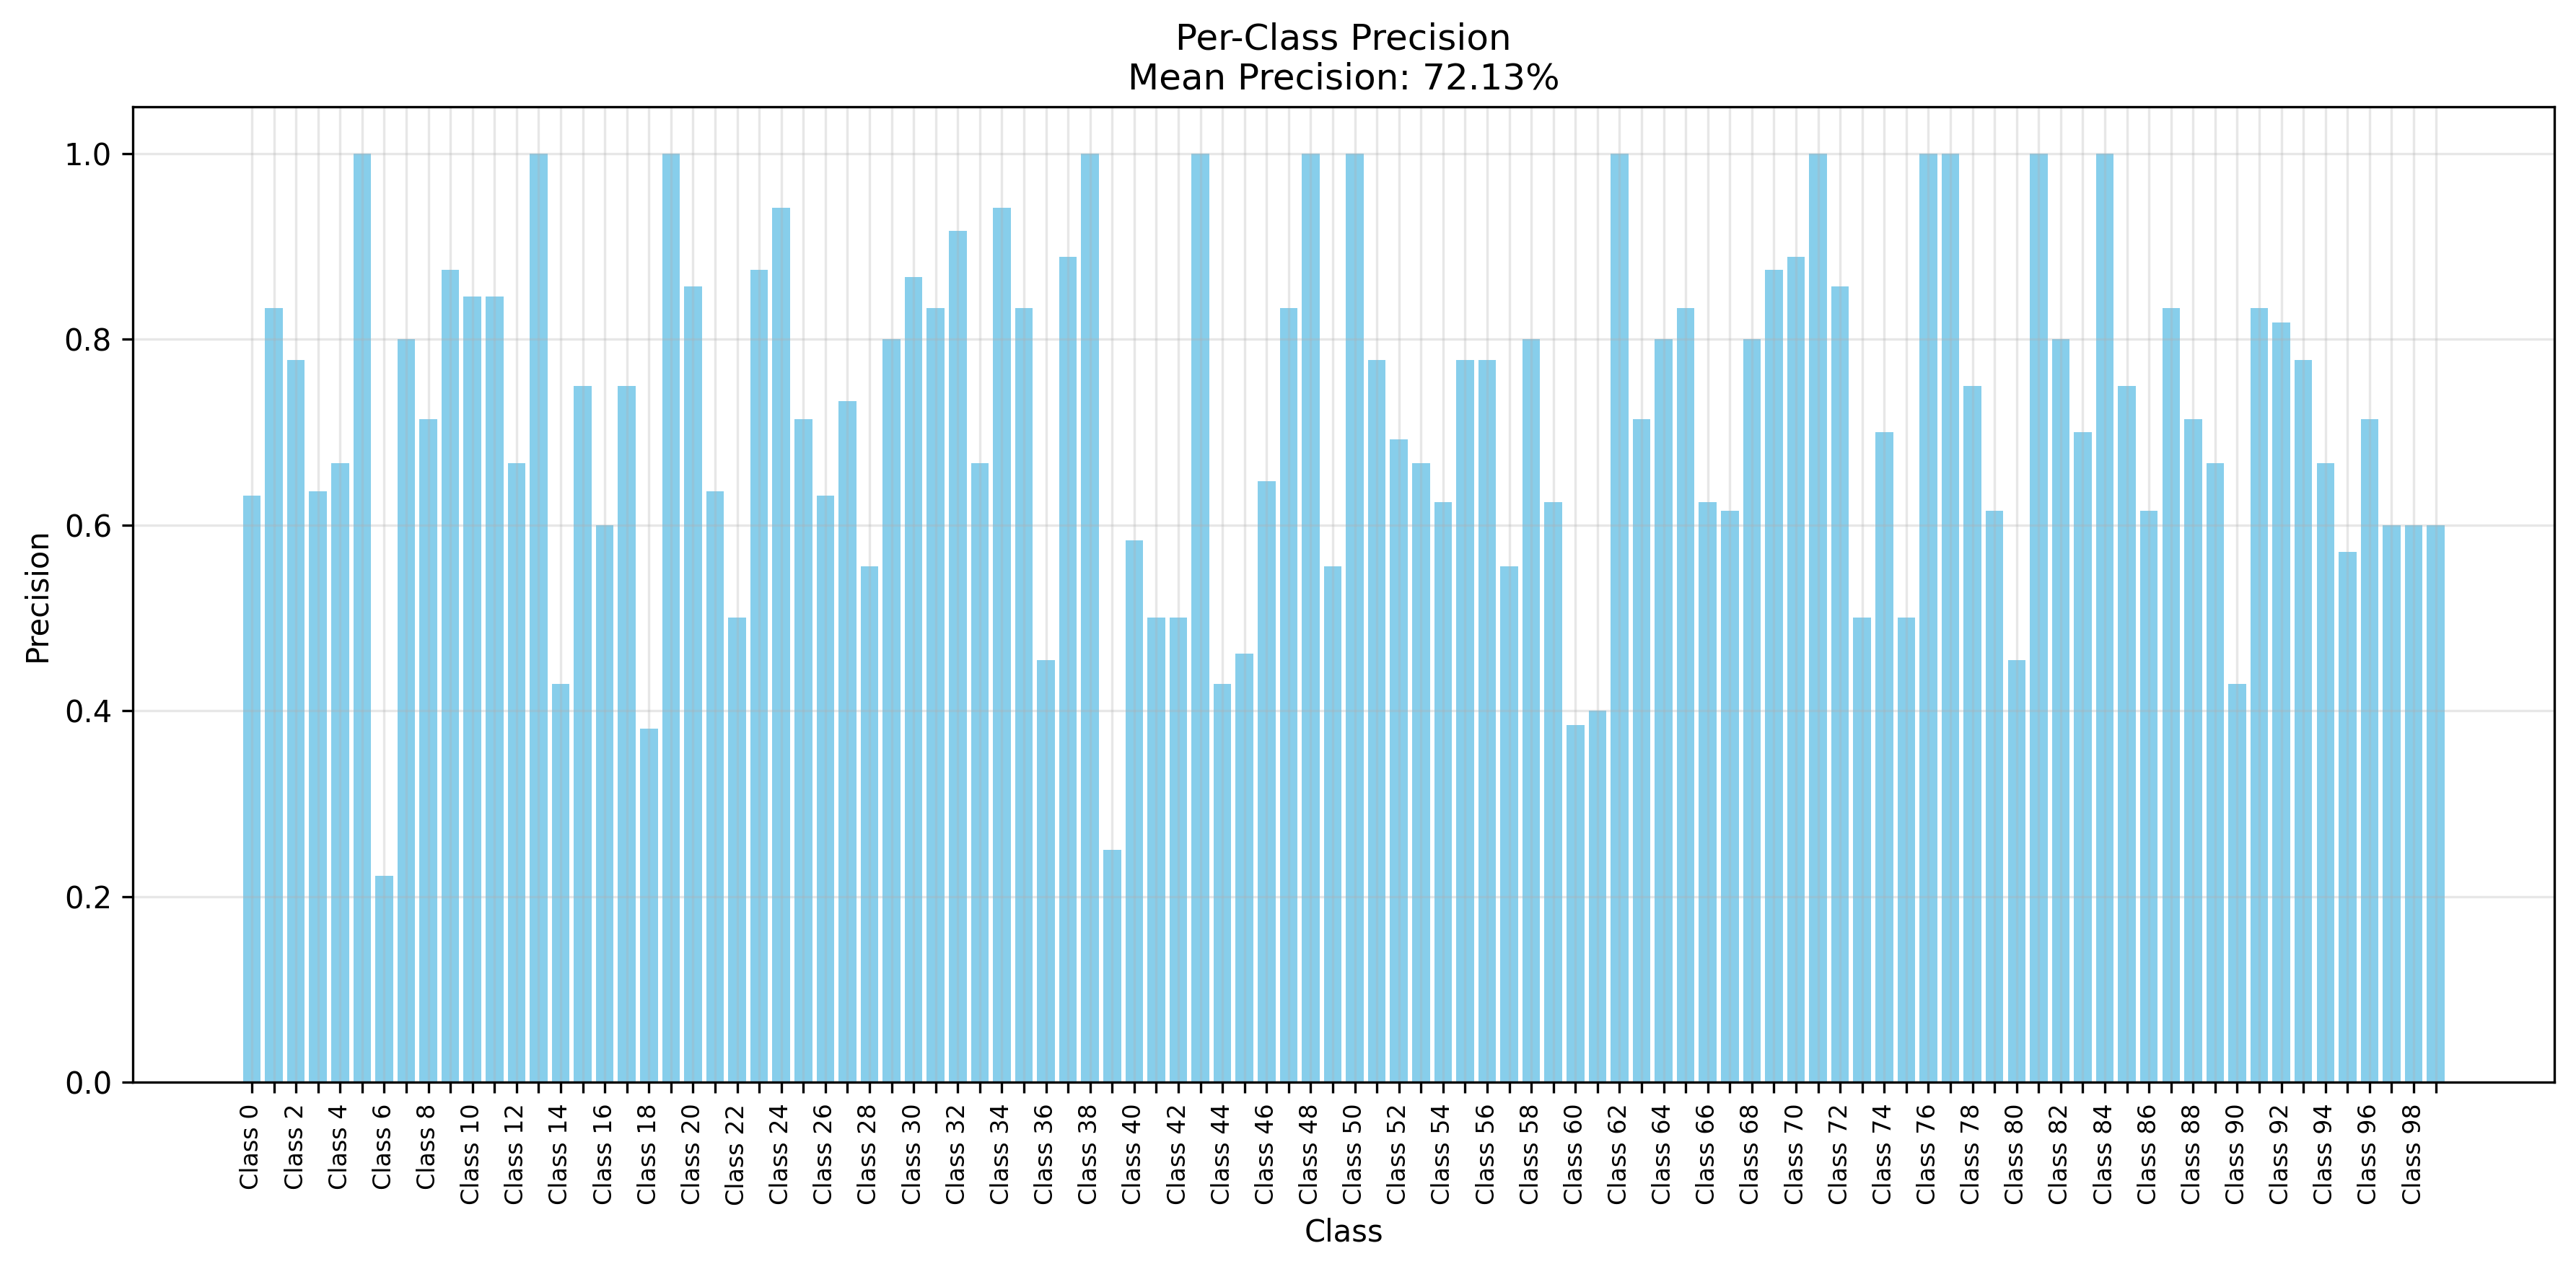 Per-Class Precision
Mean Precision: 72.13%
Precision
1.0
0.8
0.6
0.4
0.2
0.0
Class 0
Class 2
Class 4
Class 6
Class 8
Class 10
Class 12
Class 14
Class 16
Class 18
Class 20
Class 22
Class 24
Class 26
Class 28
Class 30
Class 32
Class 34
Class 36
Class 38
Class 40
Class 42
Class 44
Class 46
Class 48
Class 50
Class 52
Class 54
Class 56
Class 58
Class 60
Class 62
Class 64
Class 66
Class 68
Class 70
Class 72
Class 74
Class 76
Class 78
Class 80
Class 82
Class 84
Class 86
Class 88
Class 90
Class 92
Class 94
Class 96
Class 98
Class